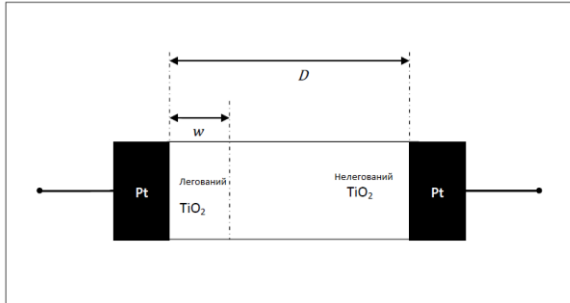 D
w
Легований
TiO₂
Нелегований
TiO₂
Pt
Pt